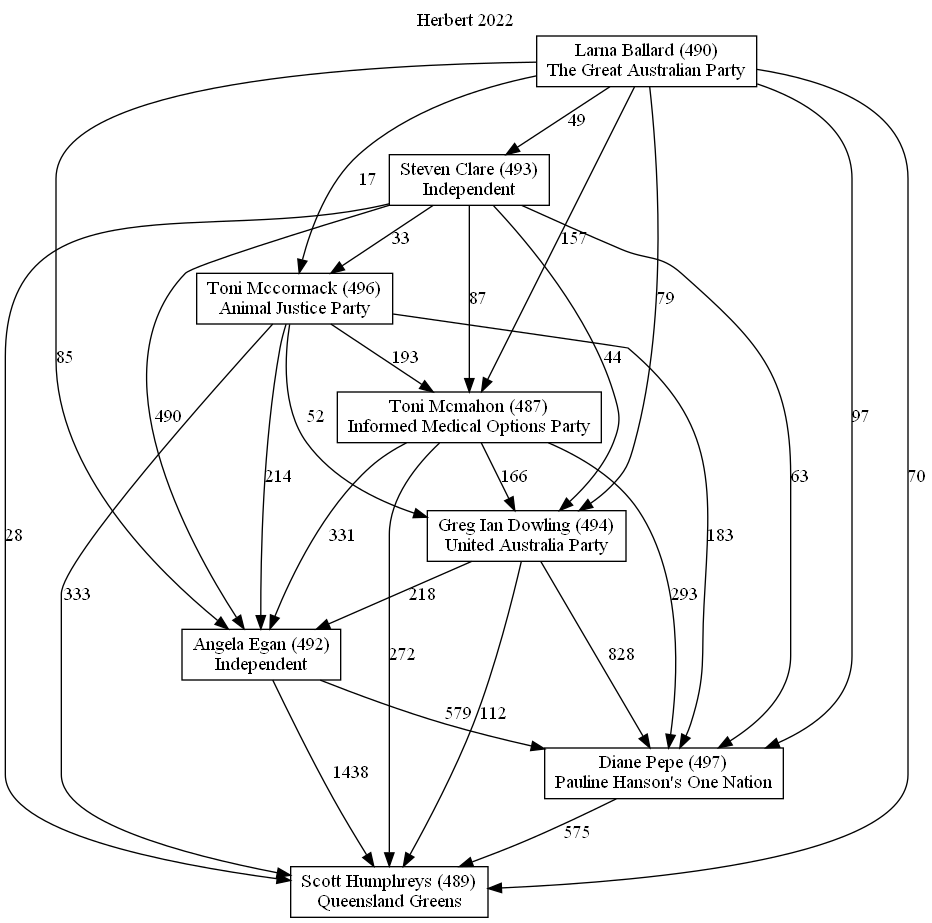 Herbert 2022
Larna Ballard (490)
The Great Australian Party
49
Steven Clare (493)
Independent
17
33
157
Toni Mccormack (496)
Animal Justice Party
87
79
85
193
44
Toni Mcmahon (487)
Informed Medical Options Party
490
52
97
214
166
63
70
28
331
Greg Ian Dowling (494)
United Australia Party
183
333
218
293
Angela Egan (492)
Independent
272
828
579
112
Diane Pepe (497)
Pauline Hanson's One Nation
1438
575
Scott Humphreys (489)
Queensland Greens